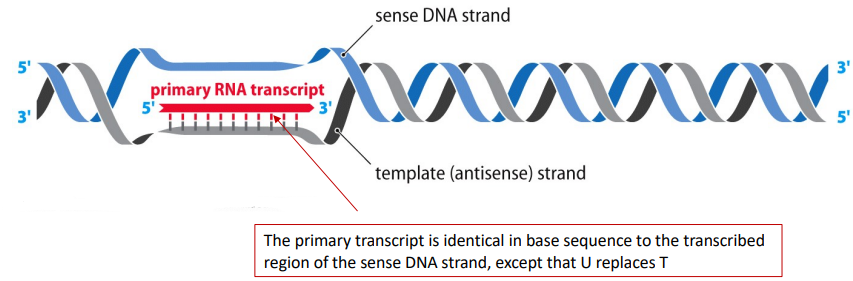 sense DNA strand
5' 3'
primary RNA transcript
5' 3'
3' 5'
template (antisense) strand
The primary transcript is identical in base sequence to the transcribed
region of the sense DNA strand, except that U replaces T